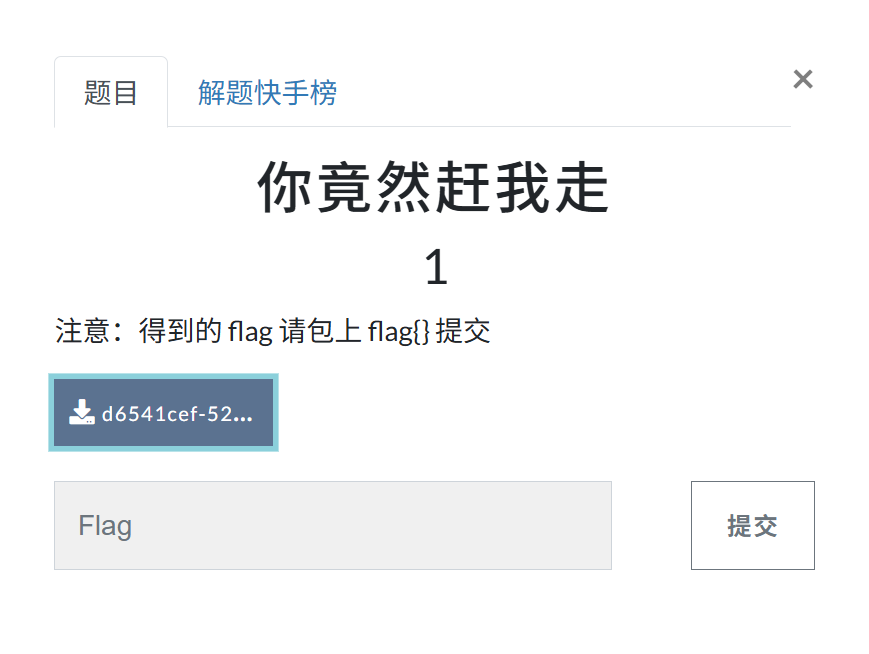 题目 解题快手榜 ×
你竟然赶我走
1
注意：得到的 flag 请包上 flag{} 提交
d6541cef-52...
Flag 提交